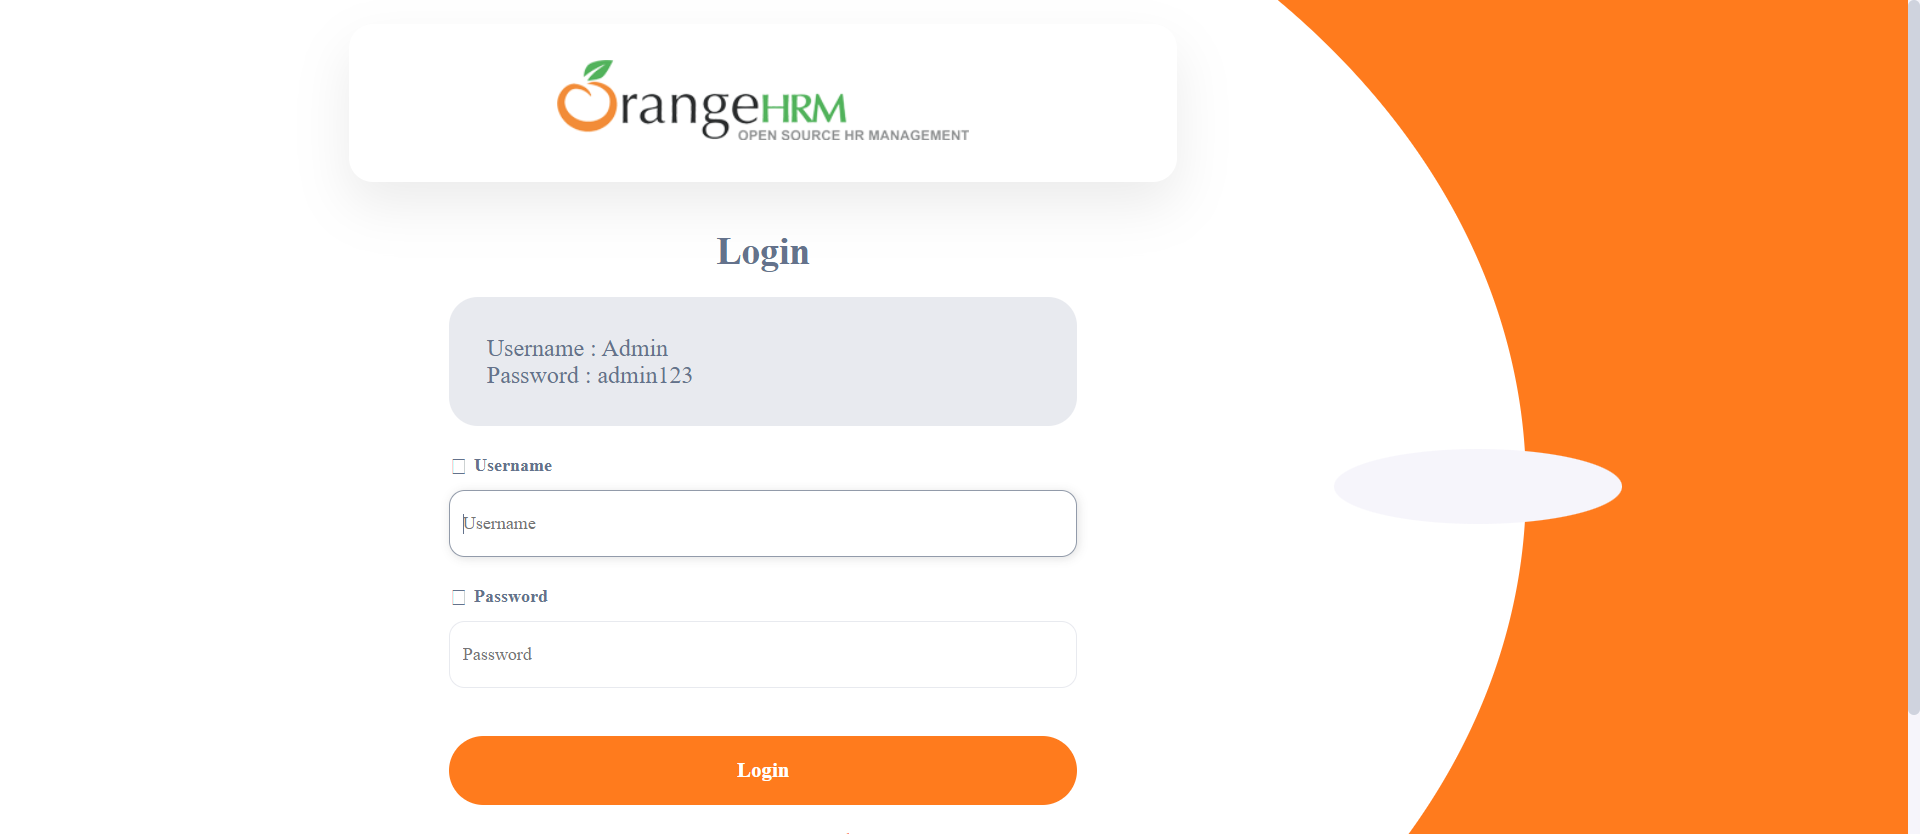 OrangeHRM
OPEN SOURCE HR MANAGEMENT
Login
Username : Admin
Password : admin123
Username
Username
Password
Password
Login